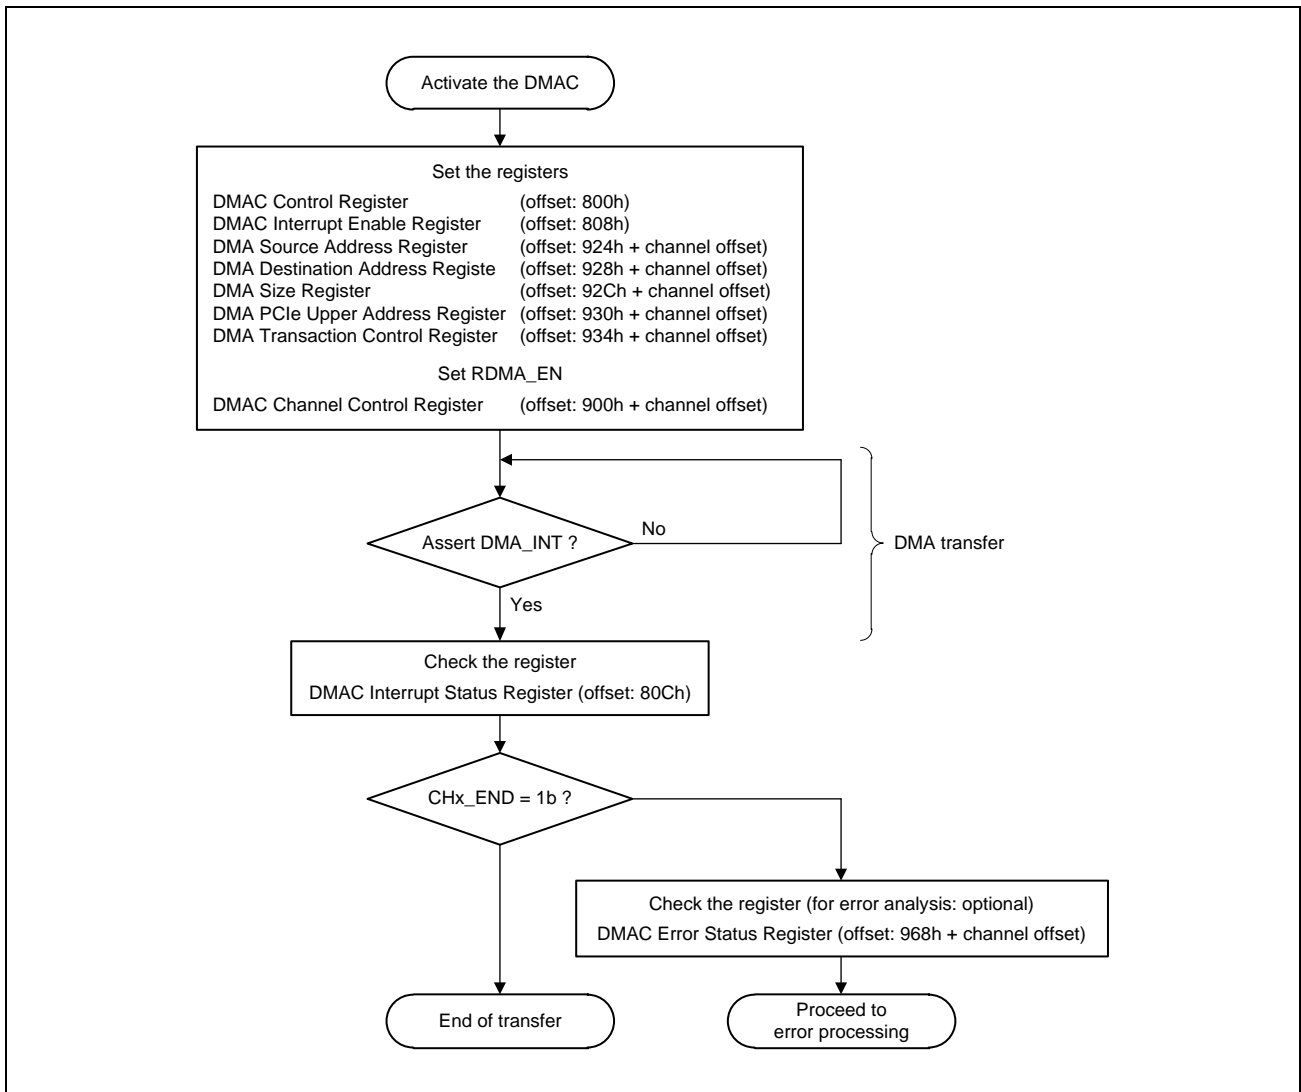 Activate the DMAC
Set the registers
DMAC Control Register (offset: 800h)
DMAC Interrupt Enable Register (offset: 808h)
DMA Source Address Register (offset: 924h + channel offset)
DMA Destination Address Registe (offset: 928h + channel offset)
DMA Size Register (offset: 92Ch + channel offset)
DMA PCIe Upper Address Register (offset: 930h + channel offset)
DMA Transaction Control Register (offset: 934h + channel offset)
Set RDMA_EN
DMAC Channel Control Register (offset: 900h + channel offset)
Assert DMA_INT ?
No
DMA transfer
Yes
Check the register
DMAC Interrupt Status Register (offset: 80Ch)
CHx_END = 1b ?
Check the register (for error analysis: optional)
DMAC Error Status Register (offset: 968h + channel offset)
End of transfer
Proceed to
error processing